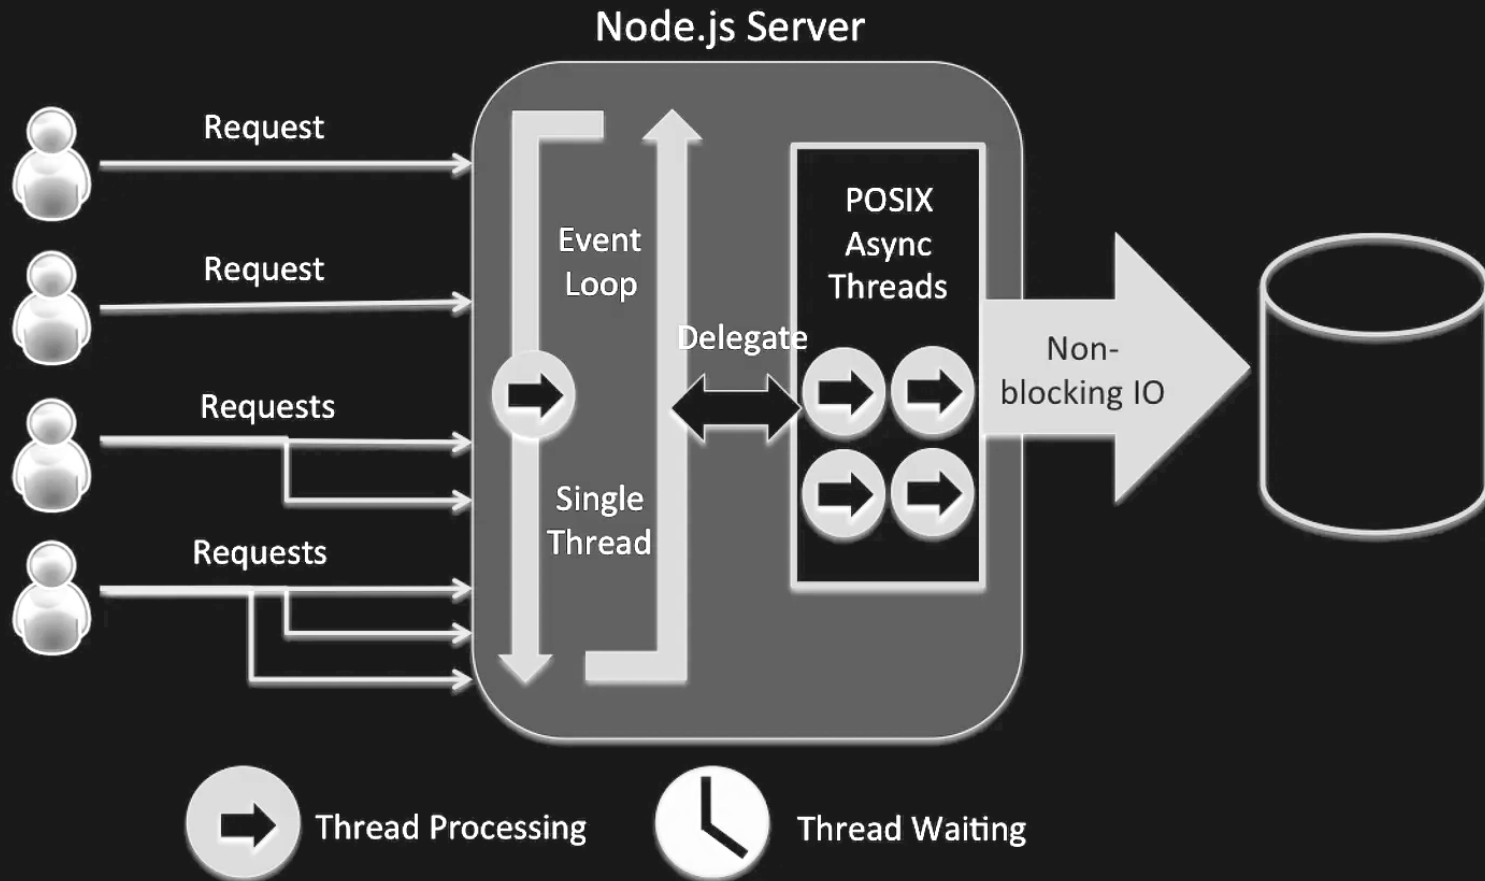 Node.js Server
Request
Request
Requests
Requests
Event
Loop
Single
Thread
Delegate
POSIX
Async
Threads
Non-
blocking IO
Thread Processing
Thread Waiting